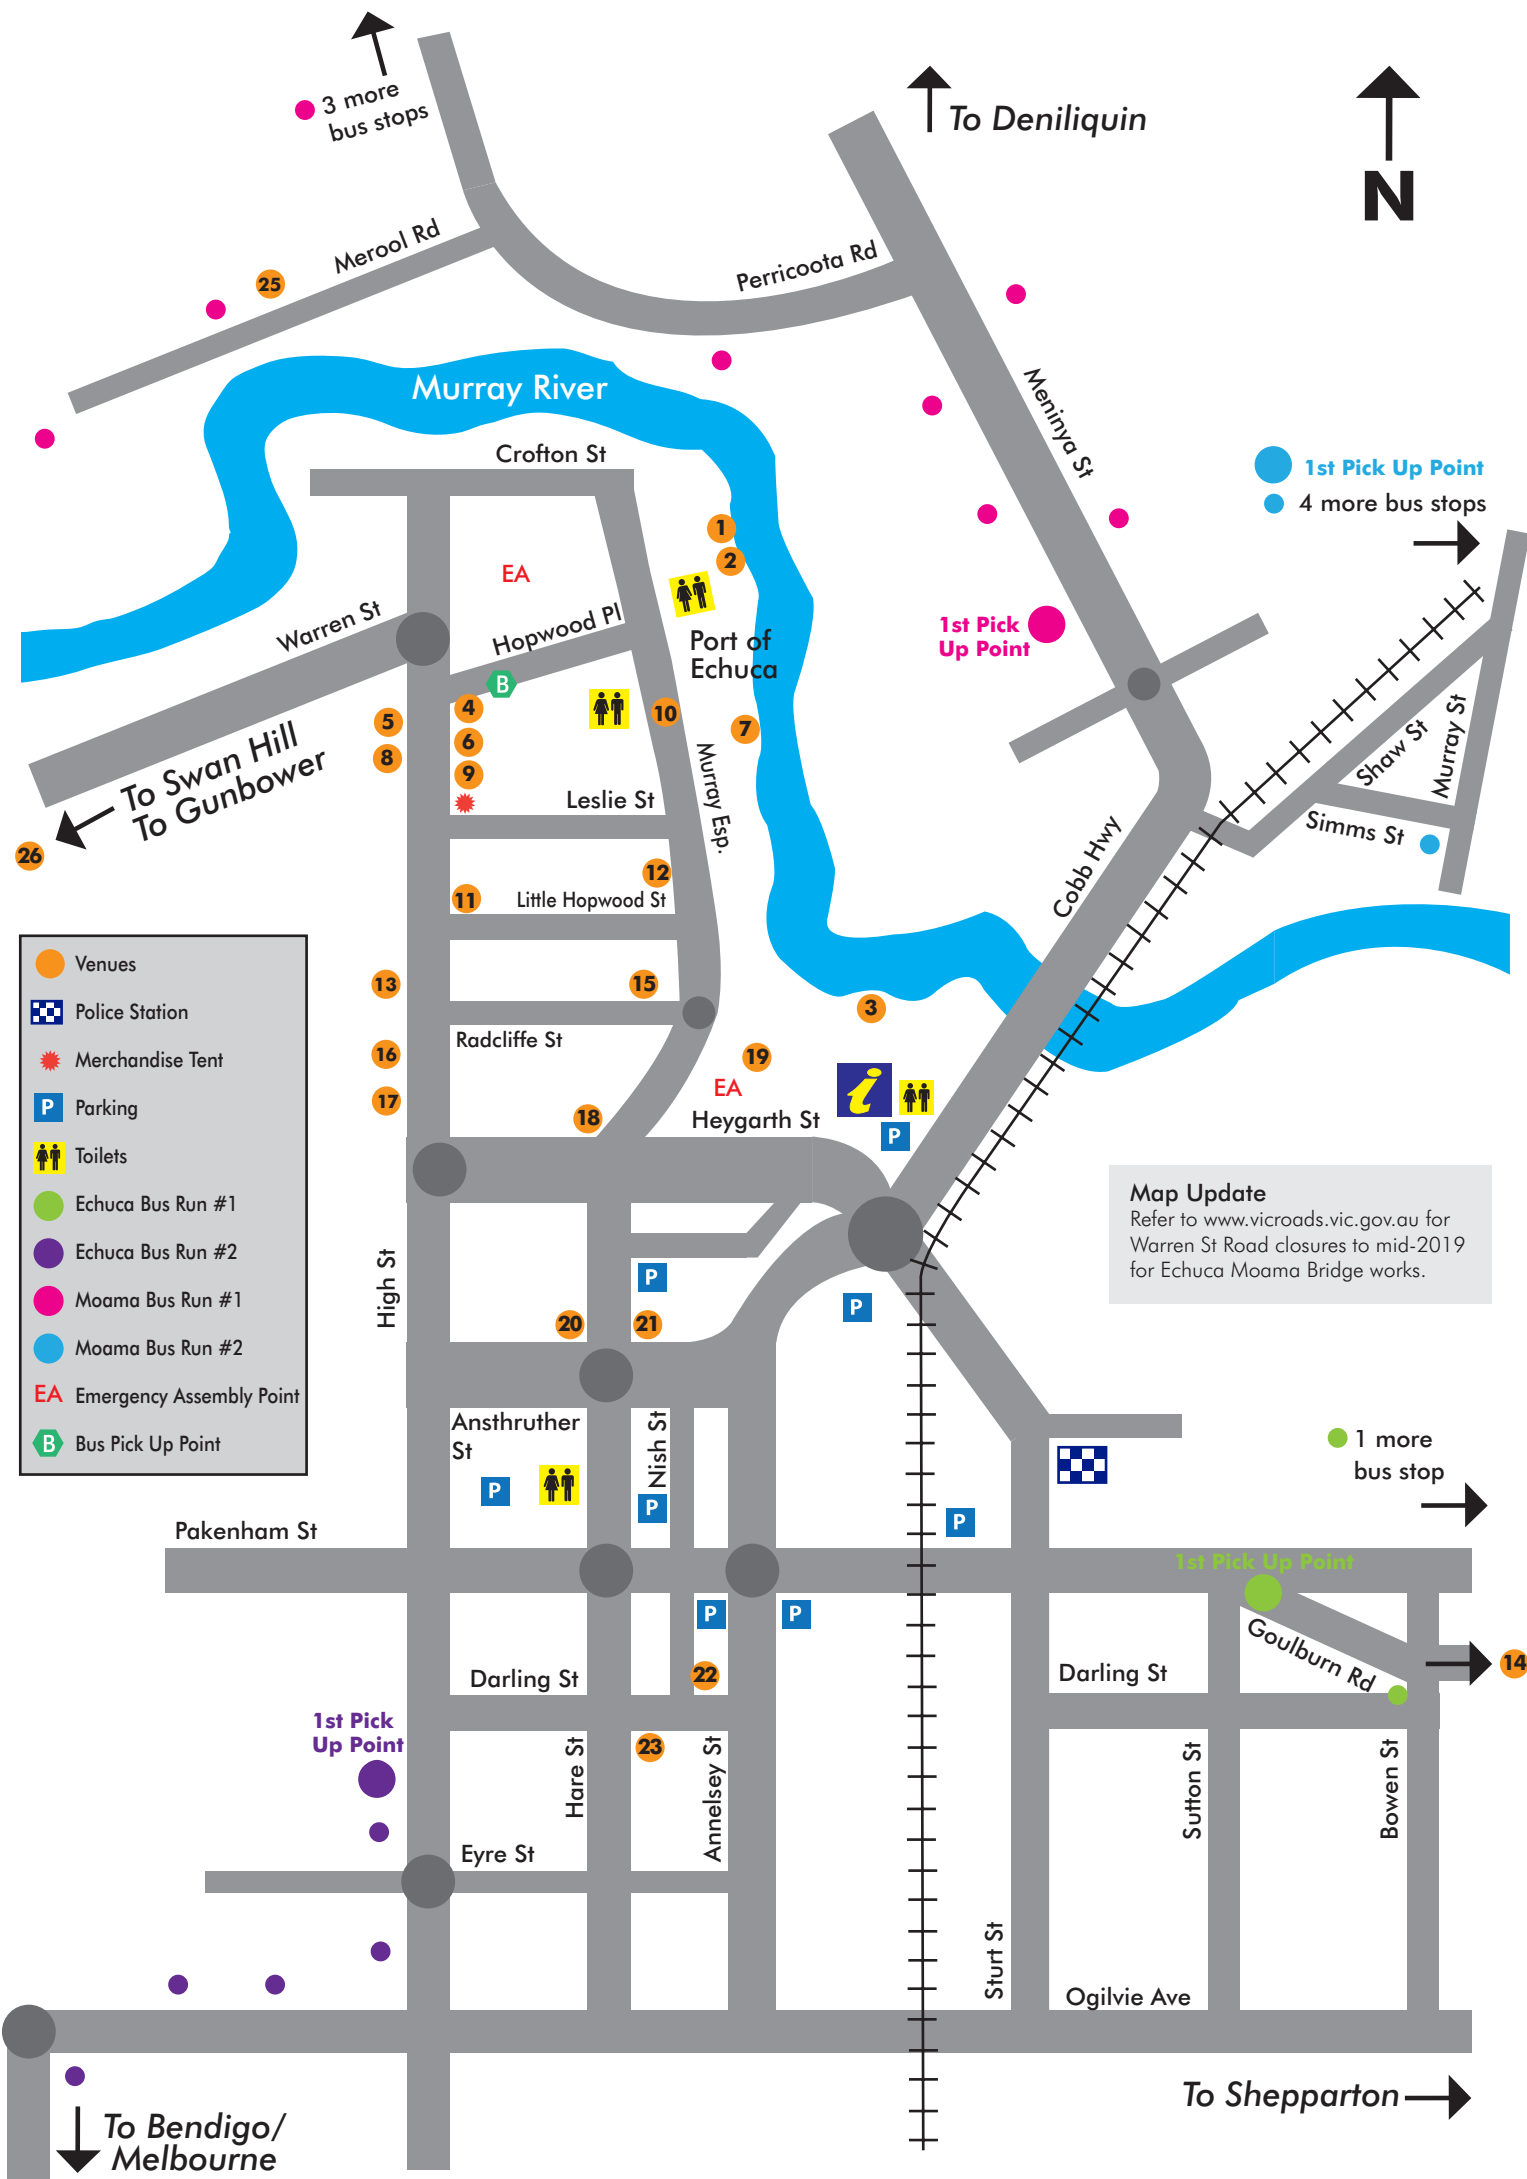 3 more
bus stops
To Deniliquin
N
Merool Rd
25
Perricoota Rd
Murray River
Meninya St
Crofton St
1st Pick Up Point
4 more bus stops
1
2
EA
Warren St
Hopwood Pl
Port of
Echuca
1st Pick
Up Point
B
4
5
10
7
6
8
9
To Swan Hill
To Gunbower
26
Leslie St
Murray Esp.
Shaw St
Murray St
Simms St
Cobb Hwy
12
11
Little Hopwood St
13
15
3
Radcliffe St
16
19
EA
i
17
18
Heygarth St
P
Venues
Police Station
Merchandise Tent
P Parking
Toilets
Echuca Bus Run #1
Echuca Bus Run #2
Moama Bus Run #1
Moama Bus Run #2
EA Emergency Assembly Point
B Bus Pick Up Point
Map Update
Refer to www.vicroads.vic.gov.au for
Warren St Road closures to mid-2019
for Echuca Moama Bridge works.
High St
P
P
20
21
Ansthruther
St
Nish St
P
P
P
1 more
bus stop
Pakenham St
1st Pick Up Point
P
P
Goulburn Rd
14
22
Darling St
Darling St
1st Pick
Up Point
23
Hare St
Annelsey St
Sutton St
Bowen St
Eyre St
Sturt St
Ogilvie Ave
To Shepparton
To Bendigo/
Melbourne